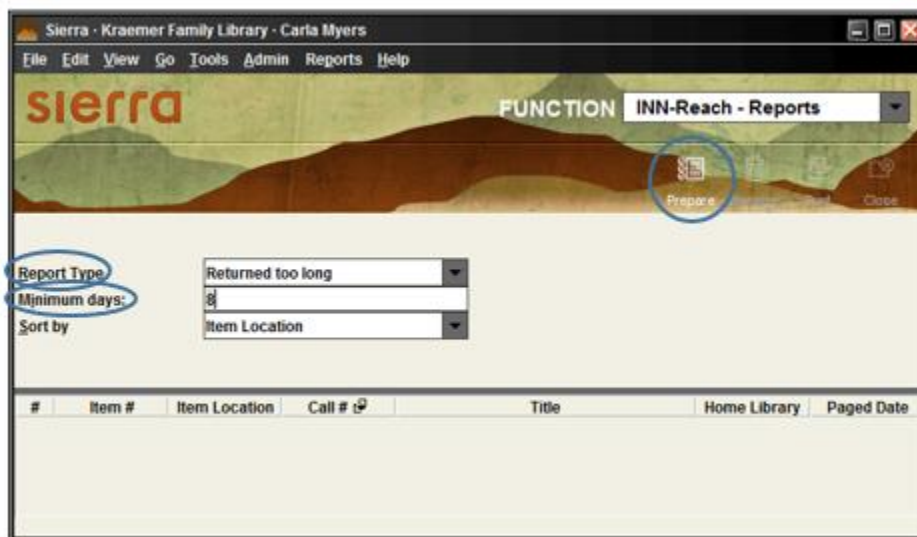 Sierra - Kraemer Family Library - Carla Myers
File Edit View Go Tools Admin Reports Help
sierra FUNCTION INN-Reach - Reports
Prepare Print Close
Report Type Returned too long
Minimum days: 8
Sort by Item Location
# Item # Item Location Call # Title Home Library Paged Date